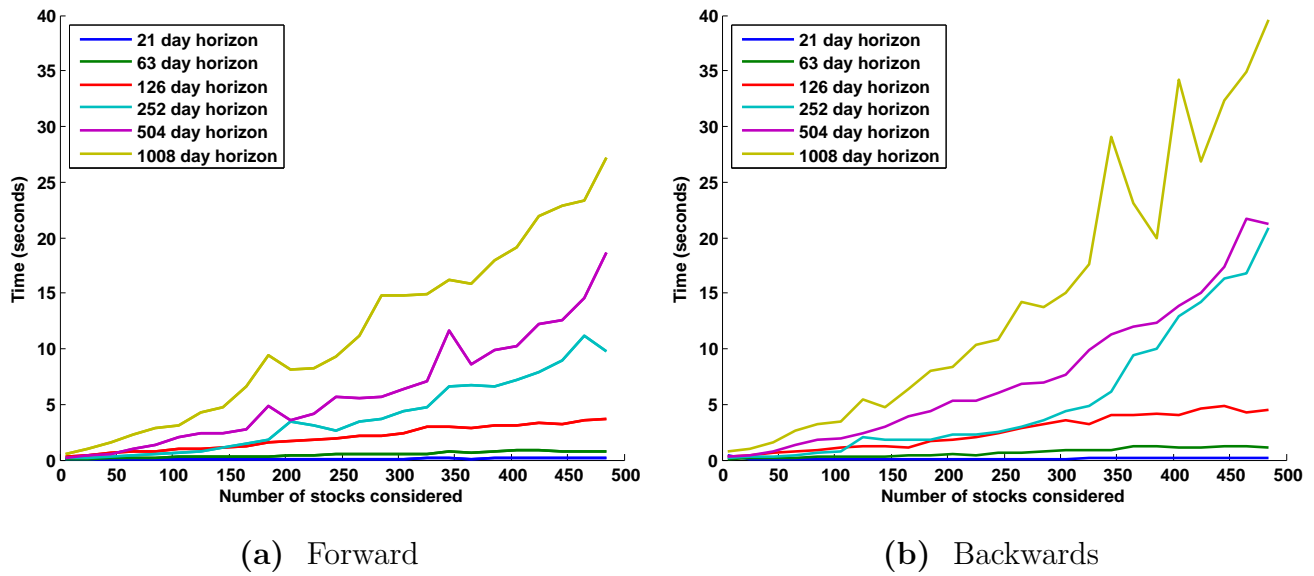 40
35
30
25
20
15
10
5
0
Time (seconds)
21 day horizon
63 day horizon
126 day horizon
252 day horizon
504 day horizon
1008 day horizon
0 50 100 150 200 250 300 350 400 450 500
Number of stocks considered
(a) Forward
40
35
30
25
20
15
10
5
0
Time (seconds)
21 day horizon
63 day horizon
126 day horizon
252 day horizon
504 day horizon
1008 day horizon
0 50 100 150 200 250 300 350 400 450 500
Number of stocks considered
(b) Backwards